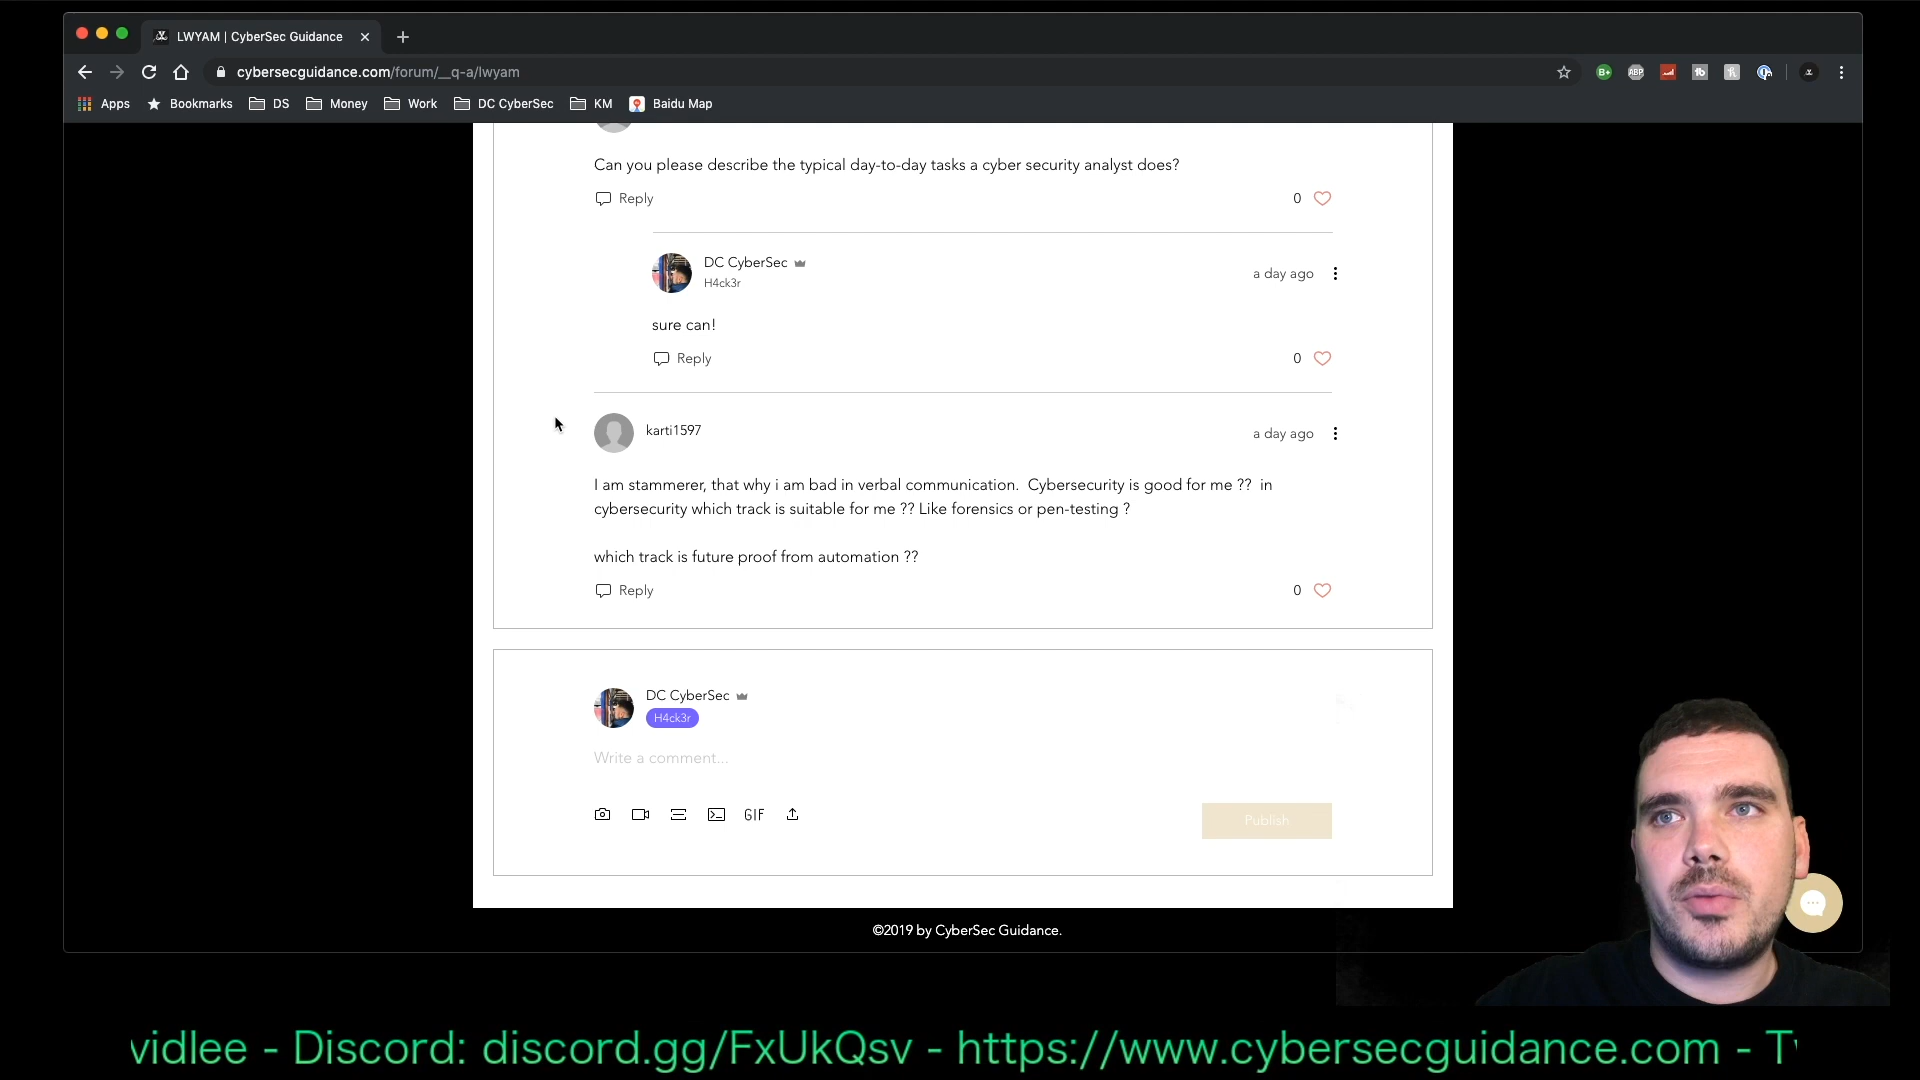 LWYAM | CyberSec Guidance
cybersecguidance.com/forum/__q-a/lwyam
Apps Bookmarks DS Money Work DC CyberSec KM Baidu Map
Can you please describe the typical day-to-day tasks a cyber security analyst does?
Reply 0
DC CyberSec
H4ck3r
a day ago
sure can!
Reply 0
karti1597
a day ago
I am stammerer, that why i am bad in verbal communication. Cybersecurity is good for me ?? in
cybersecurity which track is suitable for me ?? Like forensics or pen-testing ?
which track is future proof from automation ??
Reply 0
DC CyberSec
H4ck3r
Write a comment...
GIF
Publish
©2019 by CyberSec Guidance.
vidlee - Discord: discord.gg/FxUkQsv - https://www.cybersecguidance.com -